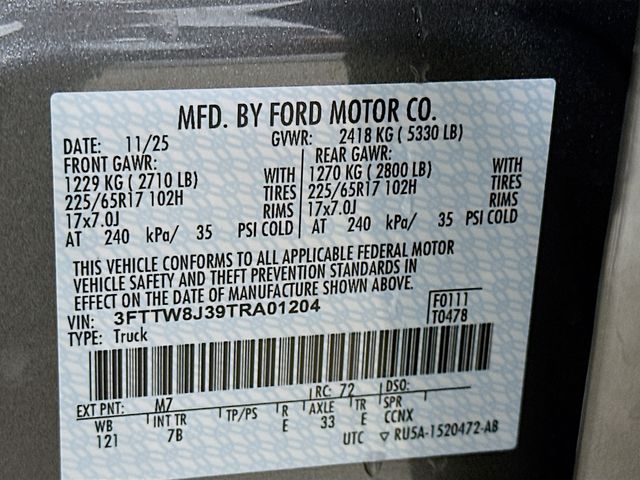 MFD. BY FORD MOTOR CO.
DATE: 11/25 GVWR: 2418 KG ( 5330 LB)
FRONT GAWR: REAR GAWR:
1229 KG ( 2710 LB) WITH 1270 KG ( 2800 LB) WITH
225/65R17 102H TIRES 225/65R17 102H TIRES
17x7.0J RIMS 17x7.0J RIMS
AT 240 kPa/ 35 PSI COLD AT 240 kPa/ 35 PSI COLD
THIS VEHICLE CONFORMS TO ALL APPLICABLE FEDERAL MOTOR
VEHICLE SAFETY AND THEFT PREVENTION STANDARDS IN
EFFECT ON THE DATE OF MANUFACTURE SHOWN ABOVE.
VIN: 3FTTW8J39TRA01204 F0111
TYPE: Truck T0478
EXT PNT: M7 RC: 72 DSO:
WB INT TR TP/PS R AXLE TR SPR
121 7B E 33 E CCNX
UTC ▽ RU5A-1520472-AB